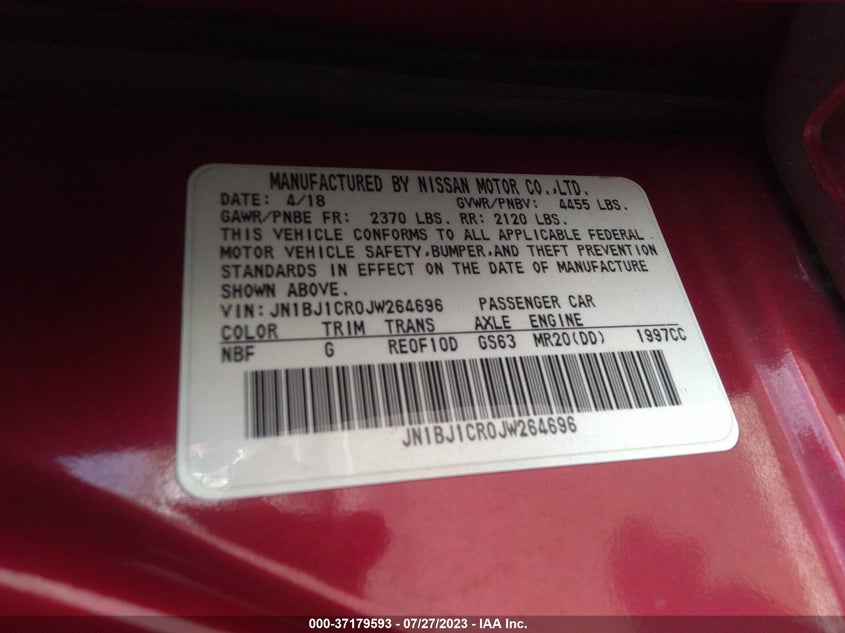 MANUFACTURED BY NISSAN MOTOR CO.,LTD.
DATE: 4/18 GVWR/PNBV: 4455 LBS.
GAWR/PNBE FR: 2370 LBS. RR: 2120 LBS.
THIS VEHICLE CONFORMS TO ALL APPLICABLE FEDERAL
MOTOR VEHICLE SAFETY,BUMPER,AND THEFT PREVENTION
STANDARDS IN EFFECT ON THE DATE OF MANUFACTURE
SHOWN ABOVE.
VIN:JN1BJ1CR0JW264696 PASSENGER CAR
COLOR TRIM TRANS AXLE ENGINE
NBF G RE0F10D GS63 MR20(DD) 1997CC
JN1BJ1CR0JW264696
000-37179593 - 07/27/2023 - IAA Inc.